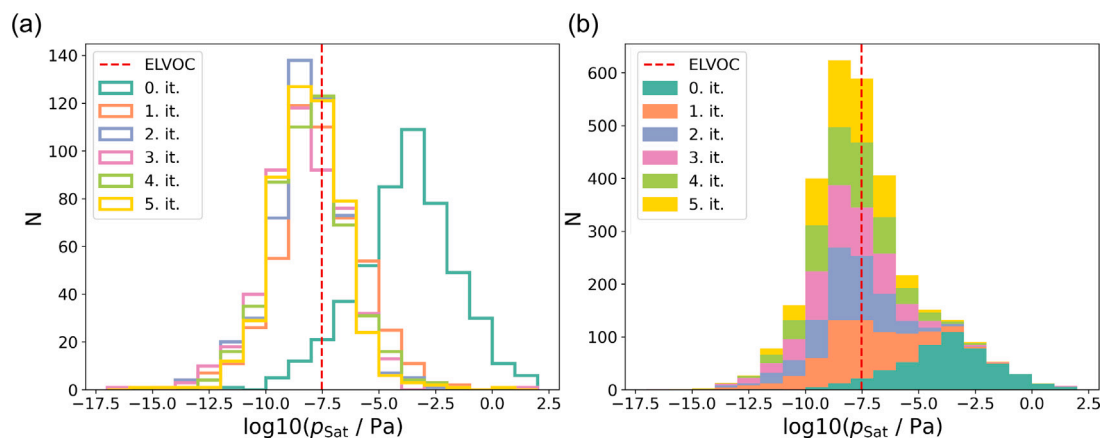 (a)
N
140
120
100
80
60
40
20
0
ELVOC
0. it.
1. it.
2. it.
3. it.
4. it.
5. it.
−17.5 −15.0 −12.5 −10.0 −7.5 −5.0 −2.5 0.0 2.5
log10(pSat / Pa)
(b)
N
600
500
400
300
200
100
0
ELVOC
0. it.
1. it.
2. it.
3. it.
4. it.
5. it.
−17.5 −15.0 −12.5 −10.0 −7.5 −5.0 −2.5 0.0 2.5
log10(pSat / Pa)